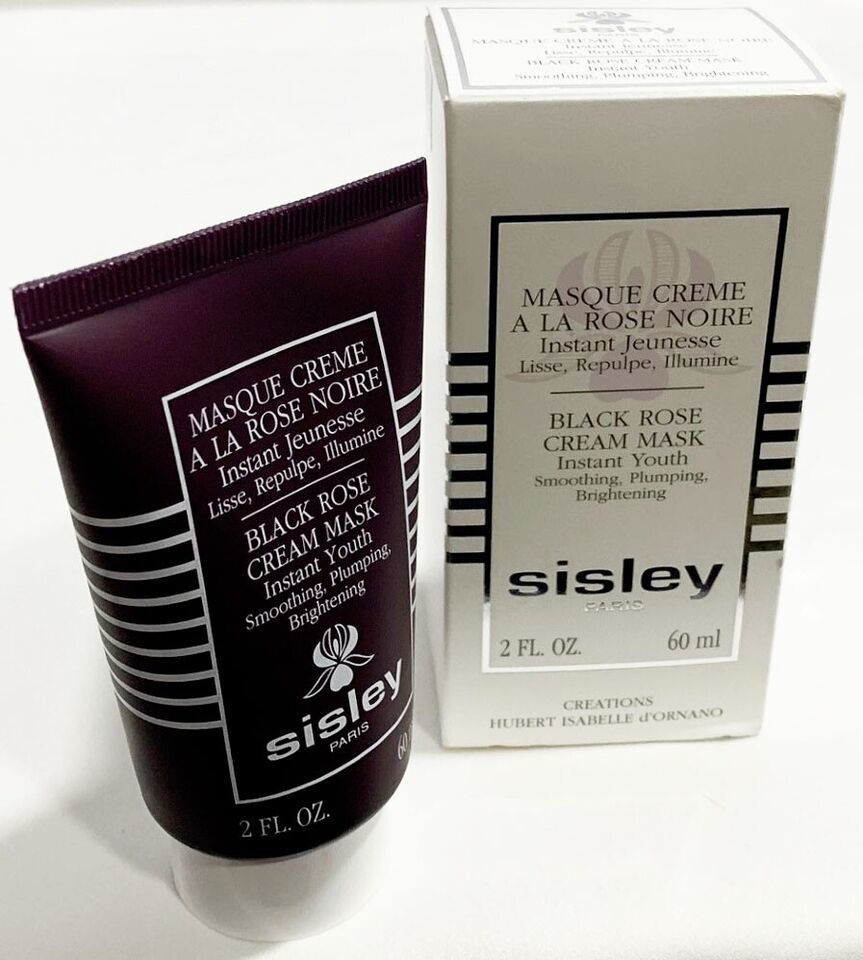 MASQUE CREME
A LA ROSE NOIRE
Instant Jeunesse
Lisse, Repulpe, Illumine
BLACK ROSE
CREAM MASK
Instant Youth
Smoothing, Plumping,
Brightening
sisley
PARIS
2 FL. OZ.
60
sisley
PARIS
MASQUE CREME A LA ROSE NOIRE
Instant Jeunesse
Lisse, Repulpe, Illumine
BLACK ROSE CREAM MASK
Instant Youth
Smoothing, Plumping, Brightening
MASQUE CREME
A LA ROSE NOIRE
Instant Jeunesse
Lisse, Repulpe, Illumine
BLACK ROSE
CREAM MASK
Instant Youth
Smoothing, Plumping,
Brightening
sisley
PARIS
2 FL. OZ. 60 ml
CREATIONS
HUBERT ISABELLE d'ORNANO